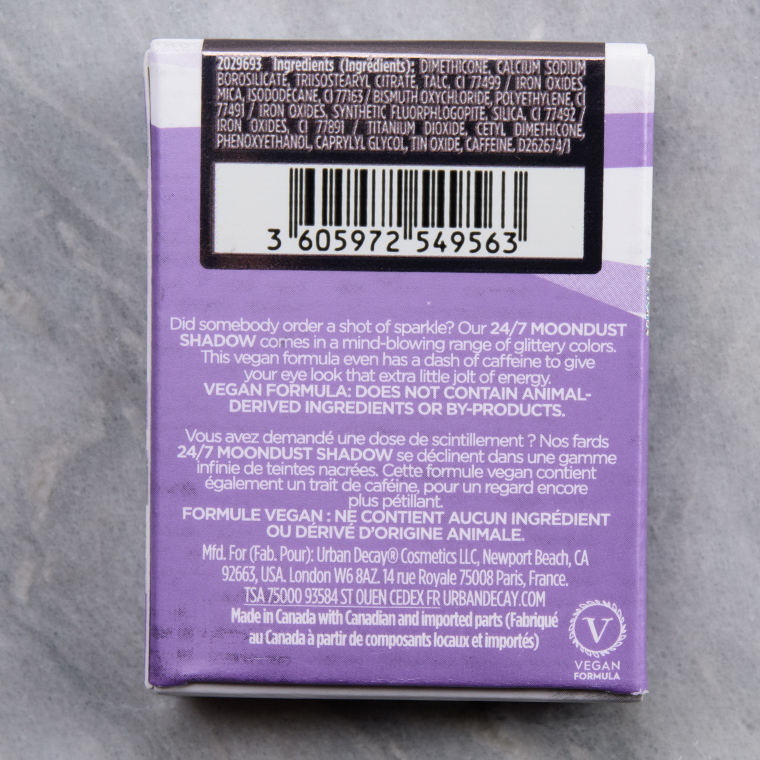 2029693 Ingredients (Ingrédients): DIMETHICONE, CALCIUM SODIUM
BOROSILICATE, TRIISOSTEARYL CITRATE, TALC, CI 77499 / IRON OXIDES,
MICA, ISODODECANE, CI 77163 / BISMUTH OXYCHLORIDE, POLYETHYLENE, CI
77491 / IRON OXIDES, SYNTHETIC FLUORPHLOGOPITE, SILICA, CI 77492 /
IRON OXIDES, CI 77891 / TITANIUM DIOXIDE, CETYL DIMETHICONE,
PHENOXYETHANOL, CAPRYLYL GLYCOL, TIN OXIDE, CAFFEINE. D262674/1
3 605972 549563
Did somebody order a shot of sparkle? Our 24/7 MOONDUST
SHADOW comes in a mind-blowing range of glittery colors.
This vegan formula even has a dash of caffeine to give
your eye look that extra little jolt of energy.
VEGAN FORMULA: DOES NOT CONTAIN ANIMAL-
DERIVED INGREDIENTS OR BY-PRODUCTS.
Vous avez demandé une dose de scintillement ? Nos fards
24/7 MOONDUST SHADOW se déclinent dans une gamme
infinie de teintes nacrées. Cette formule vegan contient
également un trait de caféine, pour un regard encore
plus pétillant.
FORMULE VEGAN : NE CONTIENT AUCUN INGRÉDIENT
OU DÉRIVÉ D'ORIGINE ANIMALE.
Mfd. For (Fab. Pour): Urban Decay® Cosmetics LLC, Newport Beach, CA
92663, USA. London W6 8AZ. 14 rue Royale 75008 Paris, France.
TSA 75000 93584 ST OUEN CEDEX FR URBANDECAY.COM
Made in Canada with Canadian and imported parts (Fabriqué
au Canada à partir de composants locaux et importés)
V
VEGAN
FORMULA